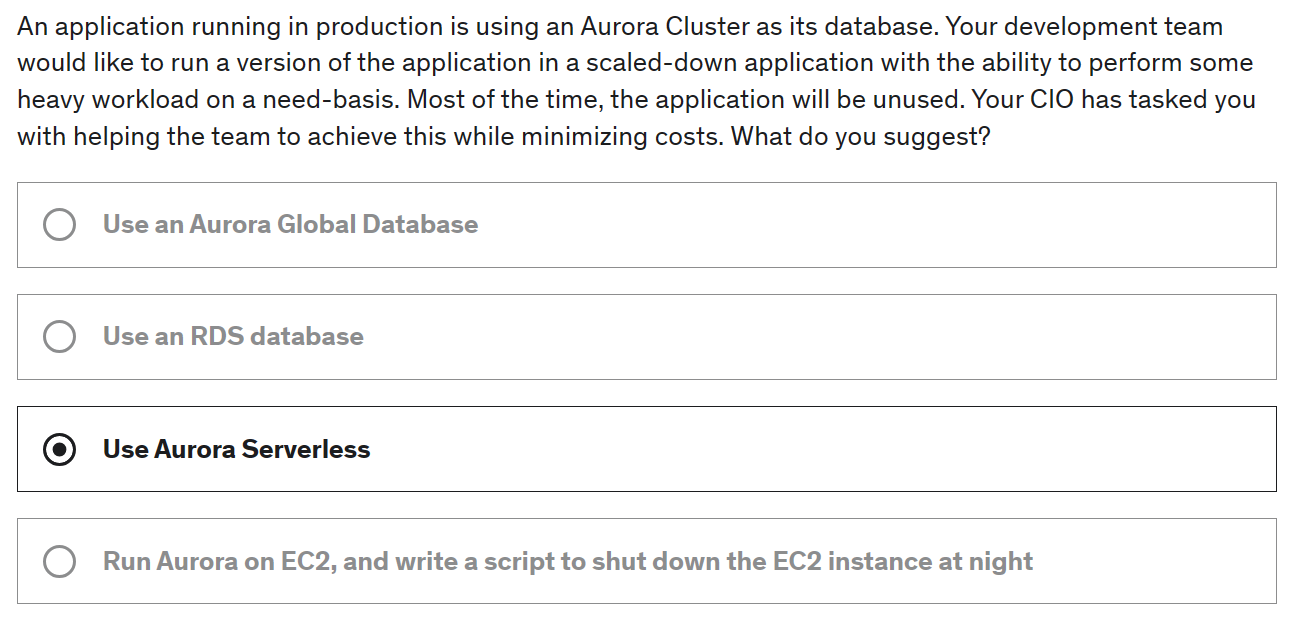 An application running in production is using an Aurora Cluster as its database. Your development team
would like to run a version of the application in a scaled-down application with the ability to perform some
heavy workload on a need-basis. Most of the time, the application will be unused. Your CIO has tasked you
with helping the team to achieve this while minimizing costs. What do you suggest?
Use an Aurora Global Database
Use an RDS database
Use Aurora Serverless
Run Aurora on EC2, and write a script to shut down the EC2 instance at night